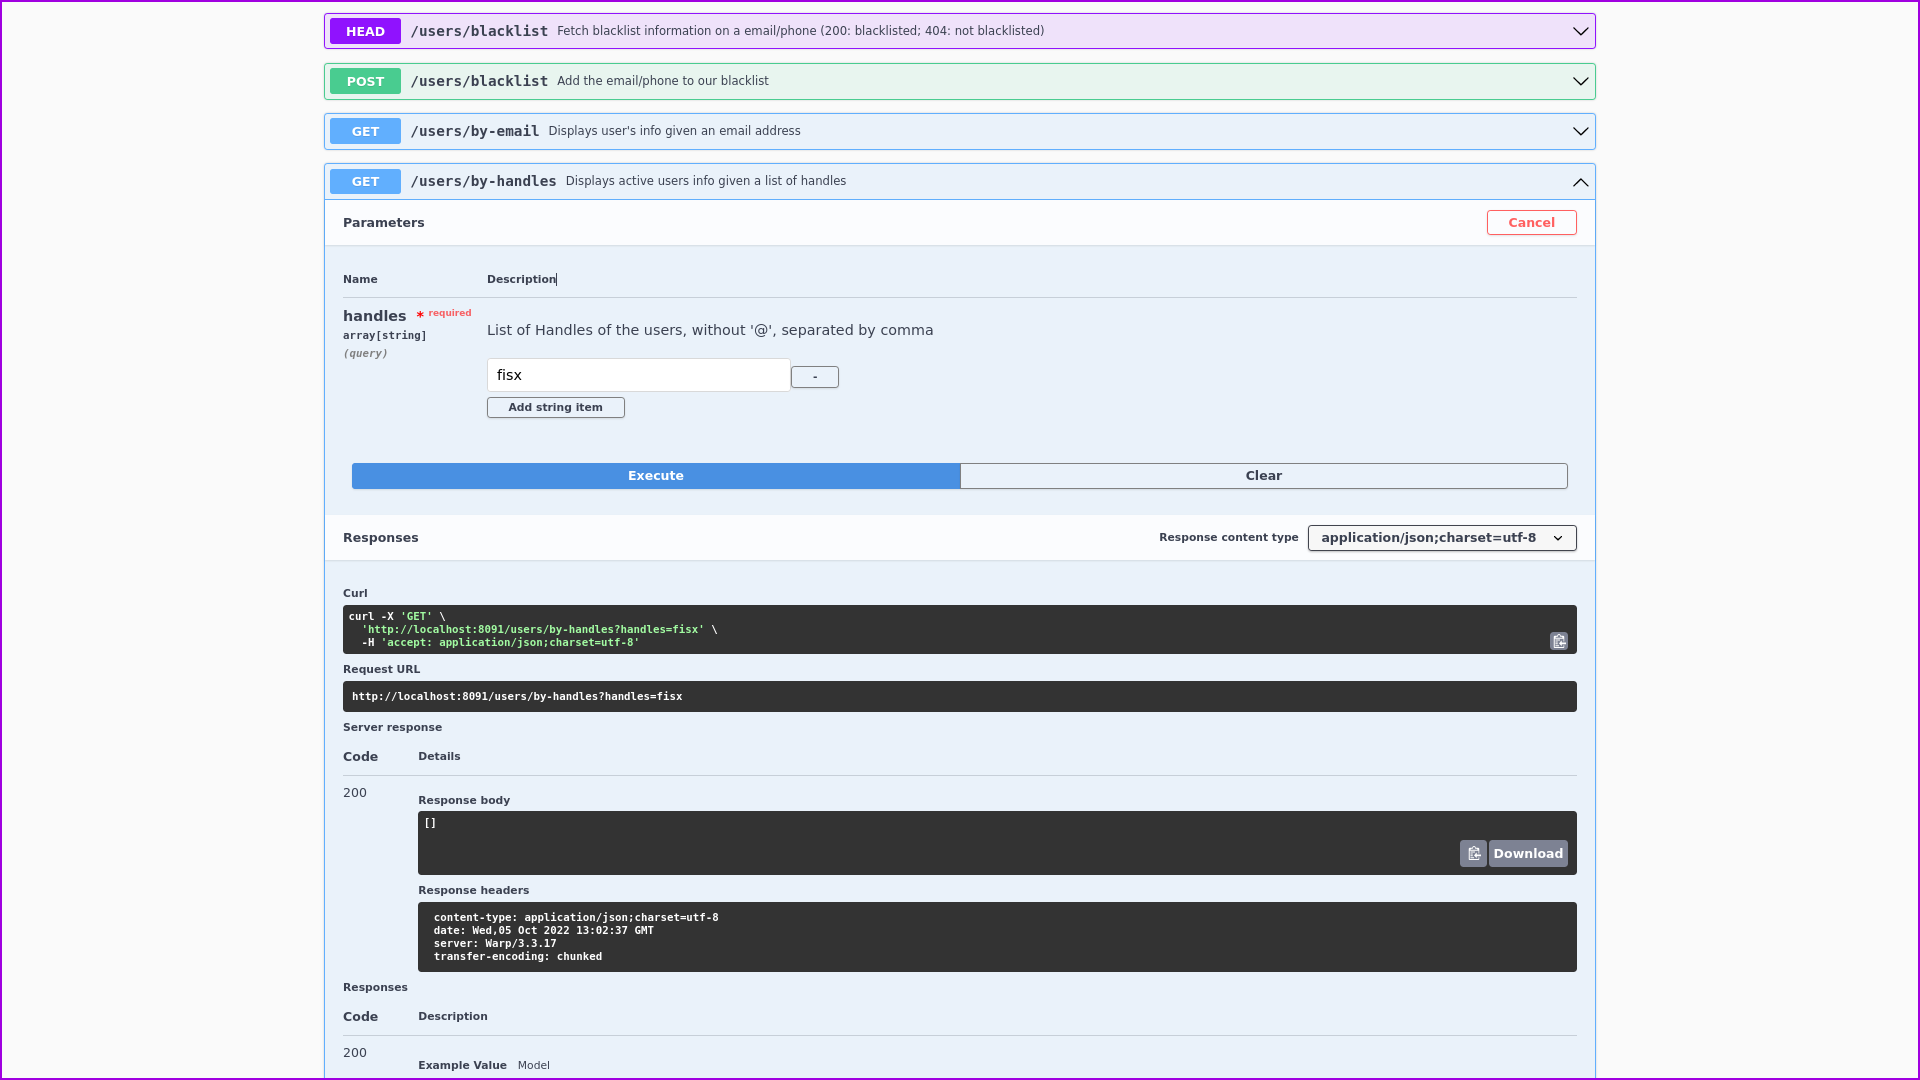 HEAD /users/blacklist Fetch blacklist information on a email/phone (200: blacklisted; 404: not blacklisted)
POST /users/blacklist Add the email/phone to our blacklist
GET /users/by-email Displays user's info given an email address
GET /users/by-handles Displays active users info given a list of handles
Parameters Cancel
Name Description
handles * required
array[string]
(query)
List of Handles of the users, without '@', separated by comma
fisx -
Add string item
Execute Clear
Responses Response content type application/json;charset=utf-8
Curl
curl -X 'GET' \
'http://localhost:8091/users/by-handles?handles=fisx' \
-H 'accept: application/json;charset=utf-8'
Request URL
http://localhost:8091/users/by-handles?handles=fisx
Server response
Code Details
200
Response body
[]
Download
Response headers
content-type: application/json;charset=utf-8
date: Wed,05 Oct 2022 13:02:37 GMT
server: Warp/3.3.17
transfer-encoding: chunked
Responses
Code Description
200
Example Value Model